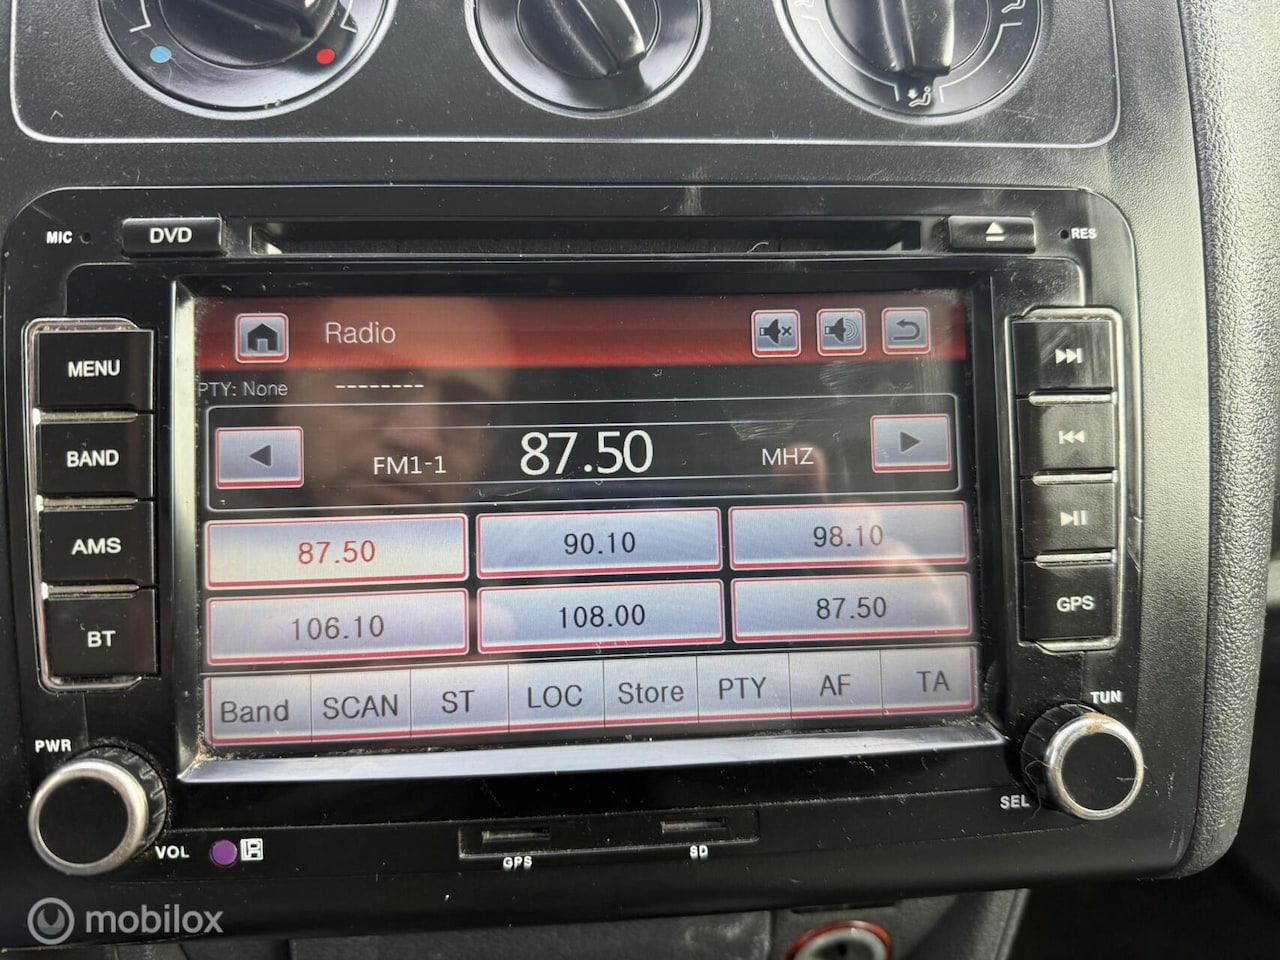 MIC
DVD
RES
MENU
BAND
AMS
BT
Radio
PTY: None --------
FM1-1 87.50 MHZ
87.50 90.10 98.10
106.10 108.00 87.50
Band SCAN ST LOC Store PTY AF TA
GPS
PWR
VOL
TUN
SEL
GPS
SD
mobilox